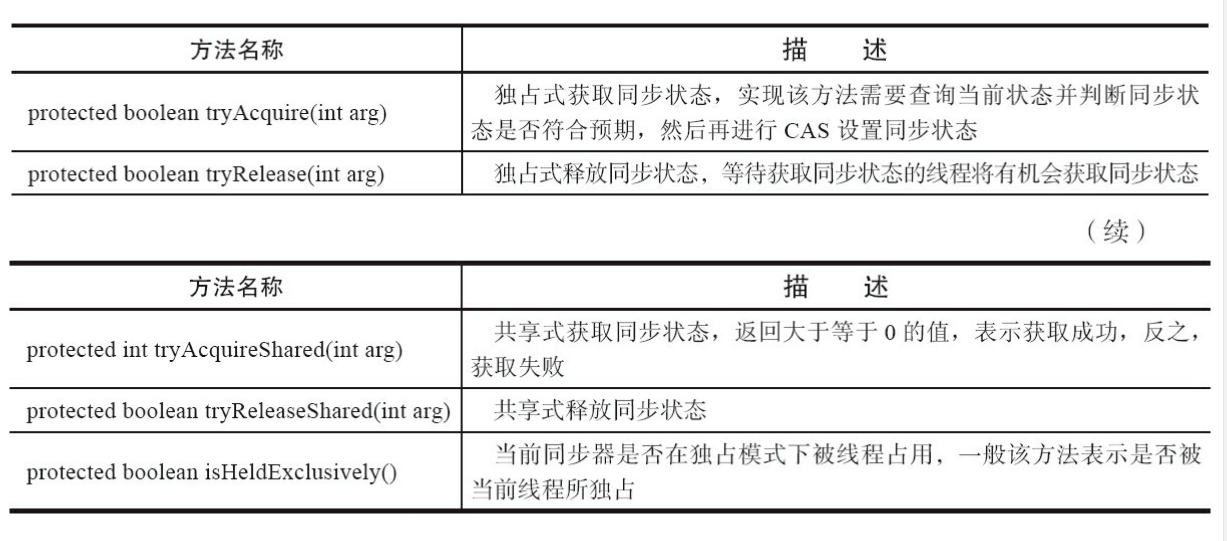 方法名称 描 述
protected boolean tryAcquire(int arg) 独占式获取同步状态，实现该方法需要查询当前状态并判断同步状
态是否符合预期，然后再进行 CAS 设置同步状态
protected boolean tryRelease(int arg) 独占式释放同步状态，等待获取同步状态的线程将有机会获取同步状态
（续）
方法名称 描 述
protected int tryAcquireShared(int arg) 共享式获取同步状态，返回大于等于 0 的值，表示获取成功，反之，
获取失败
protected boolean tryReleaseShared(int arg) 共享式释放同步状态
protected boolean isHeldExclusively() 当前同步器是否在独占模式下被线程占用，一般该方法表示是否被
当前线程所独占